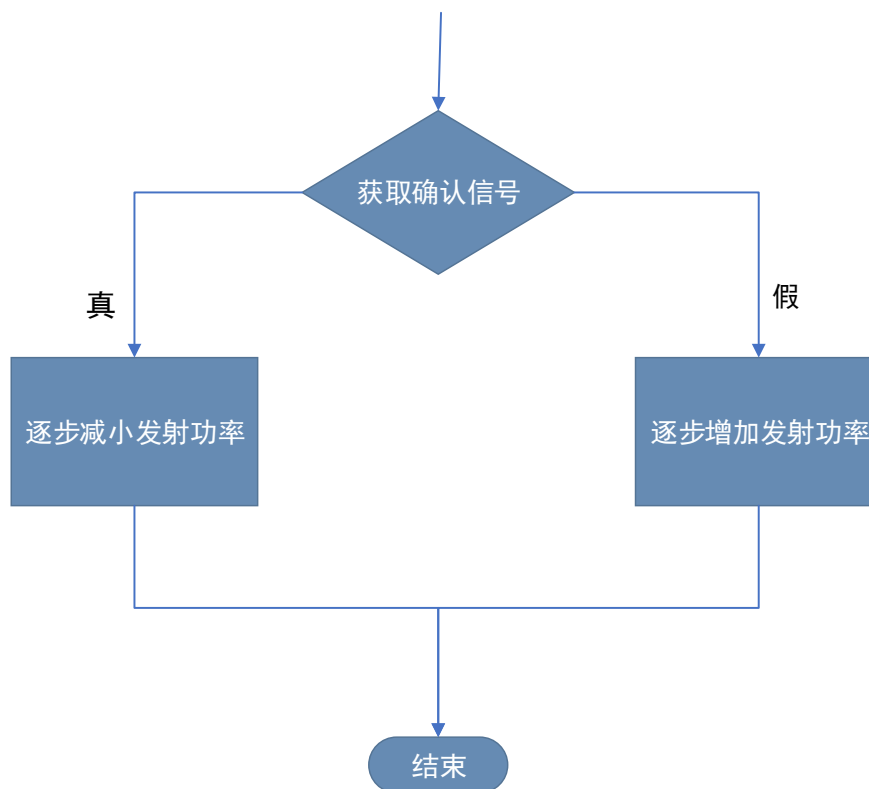 获取确认信号
真
假
逐步减小发射功率
逐步增加发射功率
结束